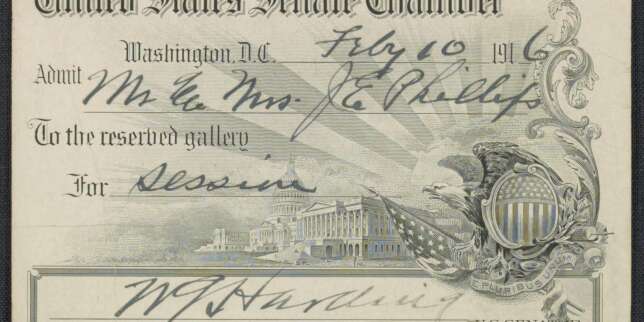 United States Senate Chamber
Washington, D.C. Feby 10 1916
Admit Mr & Mrs. J E Phillips
To the reserved gallery
For session
E PLURIBUS UNUM
W G Harding
U.S. SENATE